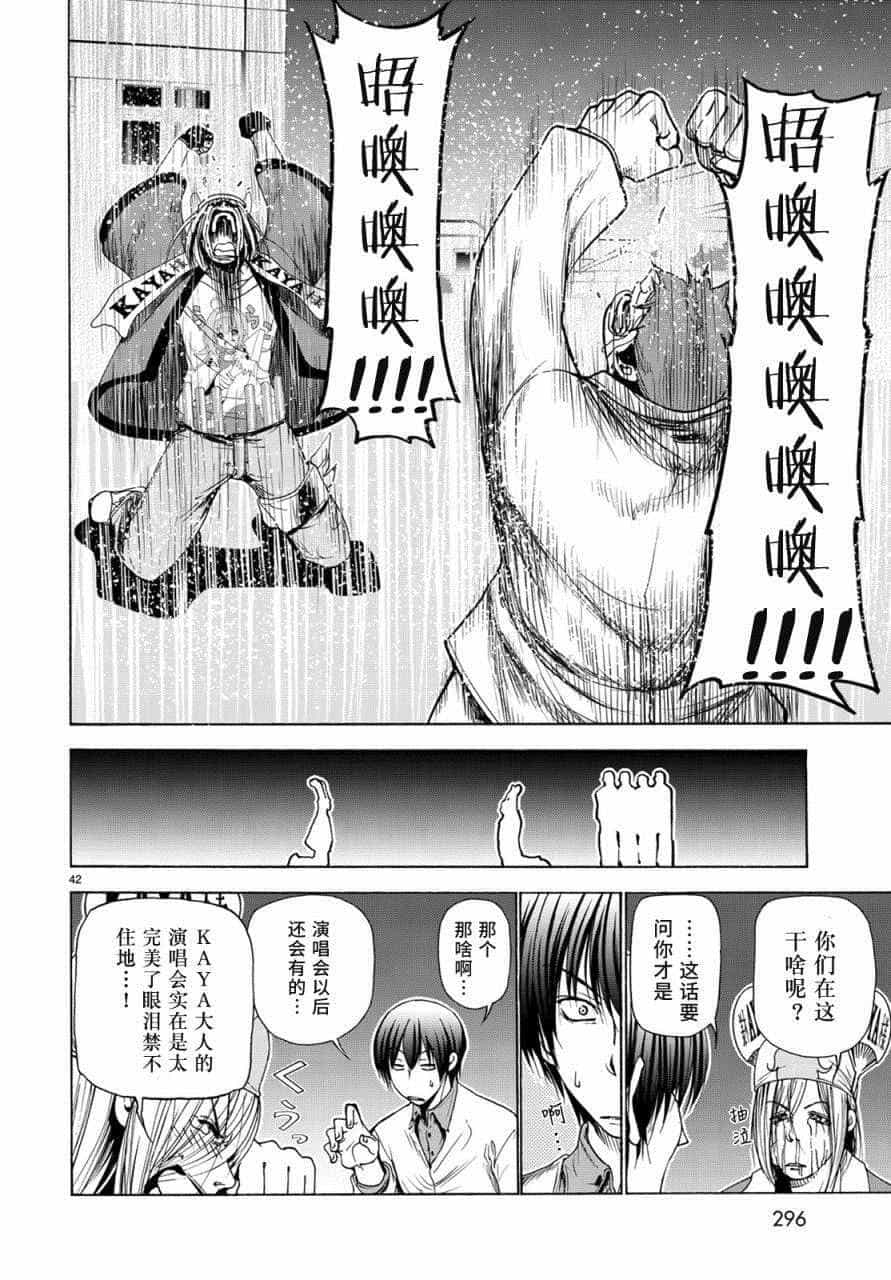 唔噢噢噢噢噢噢!!!!
唔噢噢噢噢!!!!
KAYA
KAYA
42
你们在这
干啥呢？
抽泣
……这话要
问你才是
啊…
那个
那啥啊…
演唱会以后
还会有的…
KAYA大人的
演唱会实在是太
完美了眼泪禁不
住地…！
くうっ
296